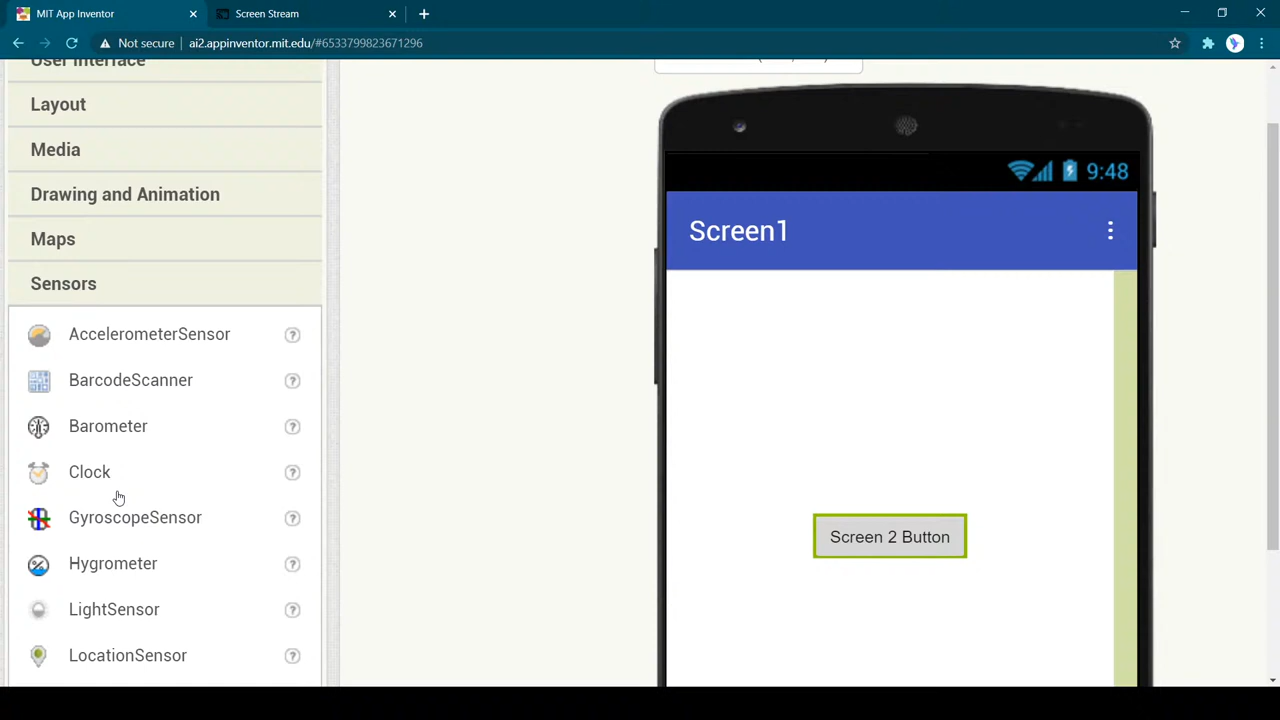 MIT App Inventor
Screen Stream
Not secure
ai2.appinventor.mit.edu/#6533799823671296
User Interface
Layout
Media
Drawing and Animation
Maps
Sensors
AccelerometerSensor
?
BarcodeScanner
?
Barometer
?
Clock
?
GyroscopeSensor
?
Hygrometer
?
LightSensor
?
LocationSensor
?
9:48
Screen1
Screen 2 Button